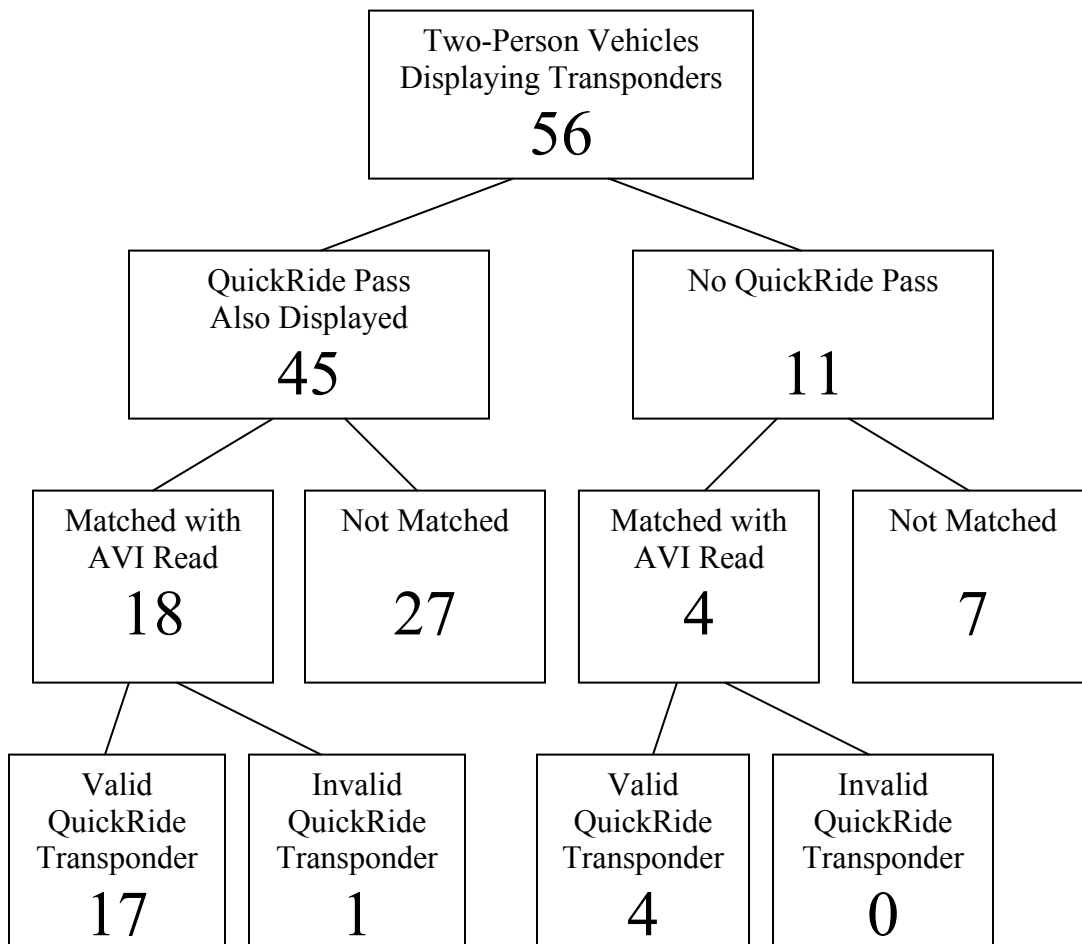 Two-Person Vehicles
Displaying Transponders
56
QuickRide Pass
Also Displayed
45
No QuickRide Pass
11
Matched with
AVI Read
18
Not Matched
27
Matched with
AVI Read
4
Not Matched
7
Valid
QuickRide
Transponder
17
Invalid
QuickRide
Transponder
1
Valid
QuickRide
Transponder
4
Invalid
QuickRide
Transponder
0